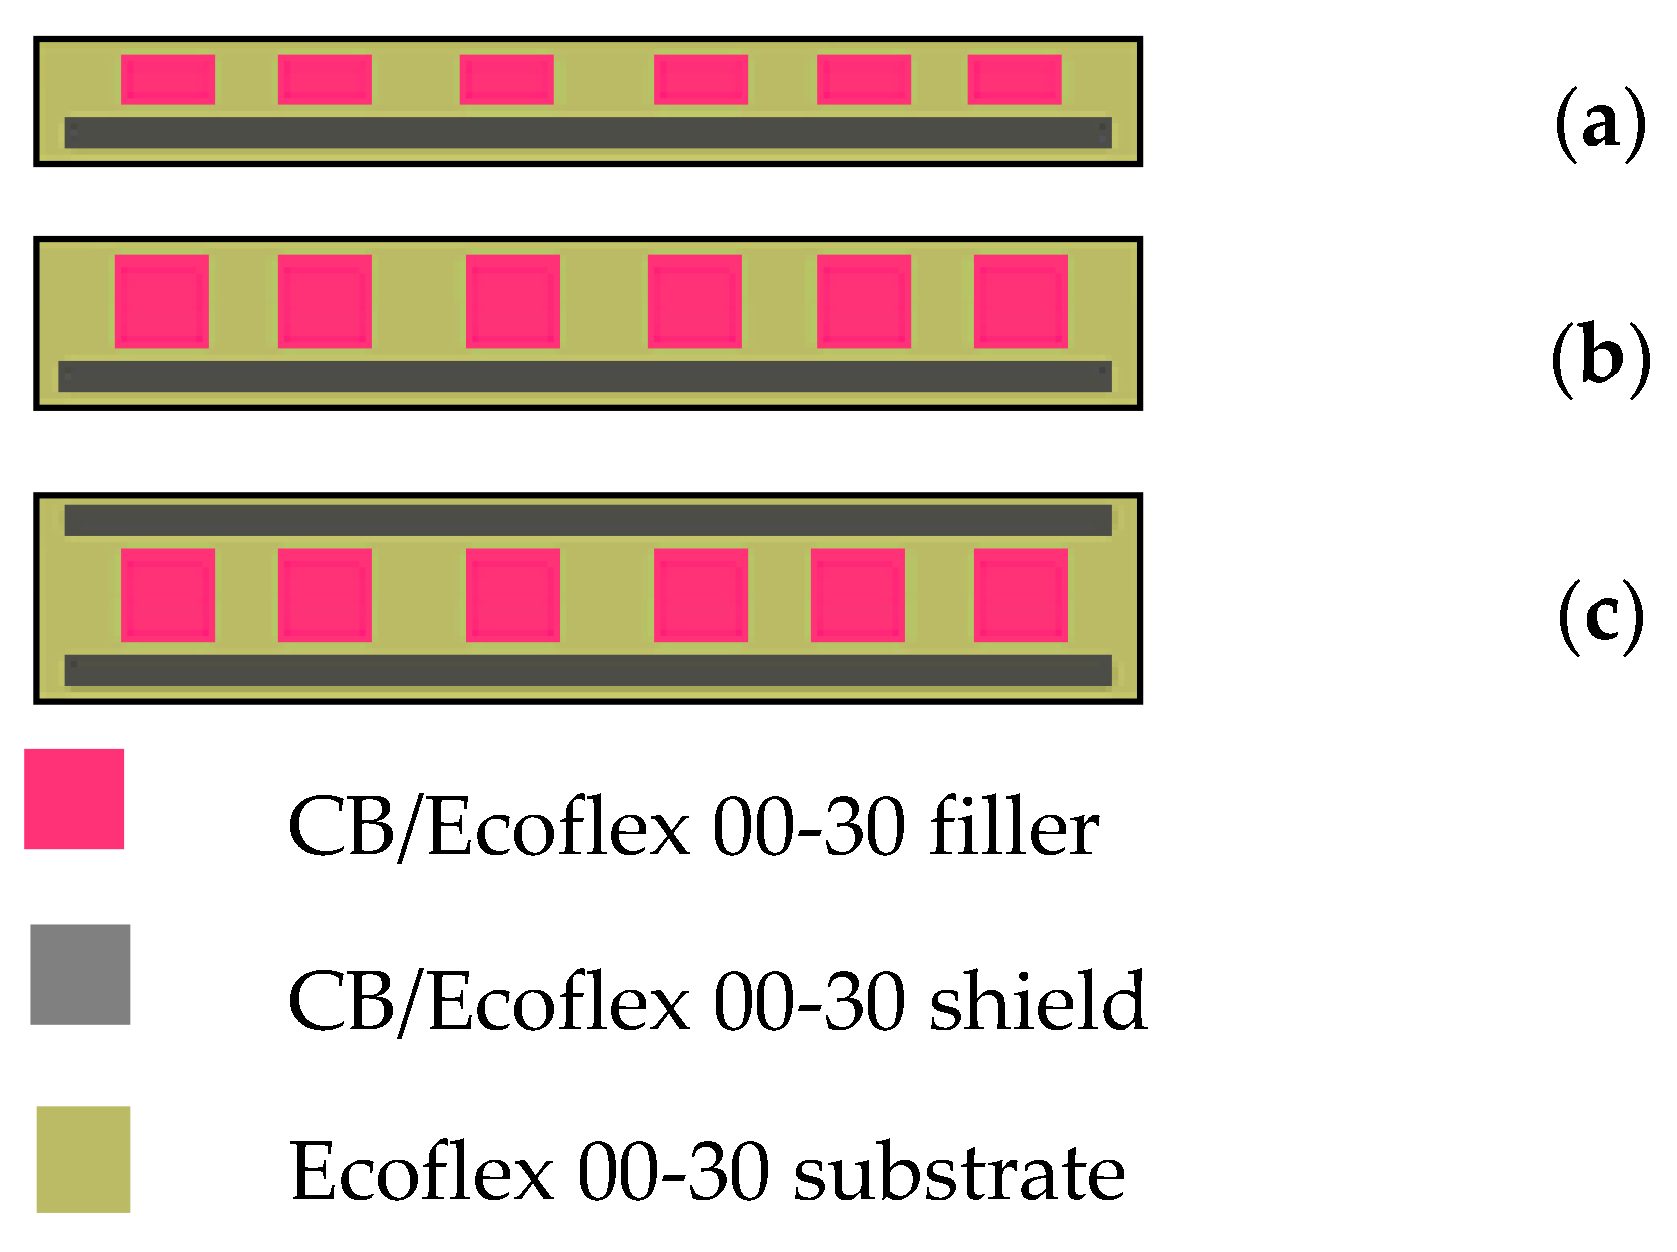 (a)
(b)
(c)
CB/Ecoflex 00-30 filler
CB/Ecoflex 00-30 shield
Ecoflex 00-30 substrate